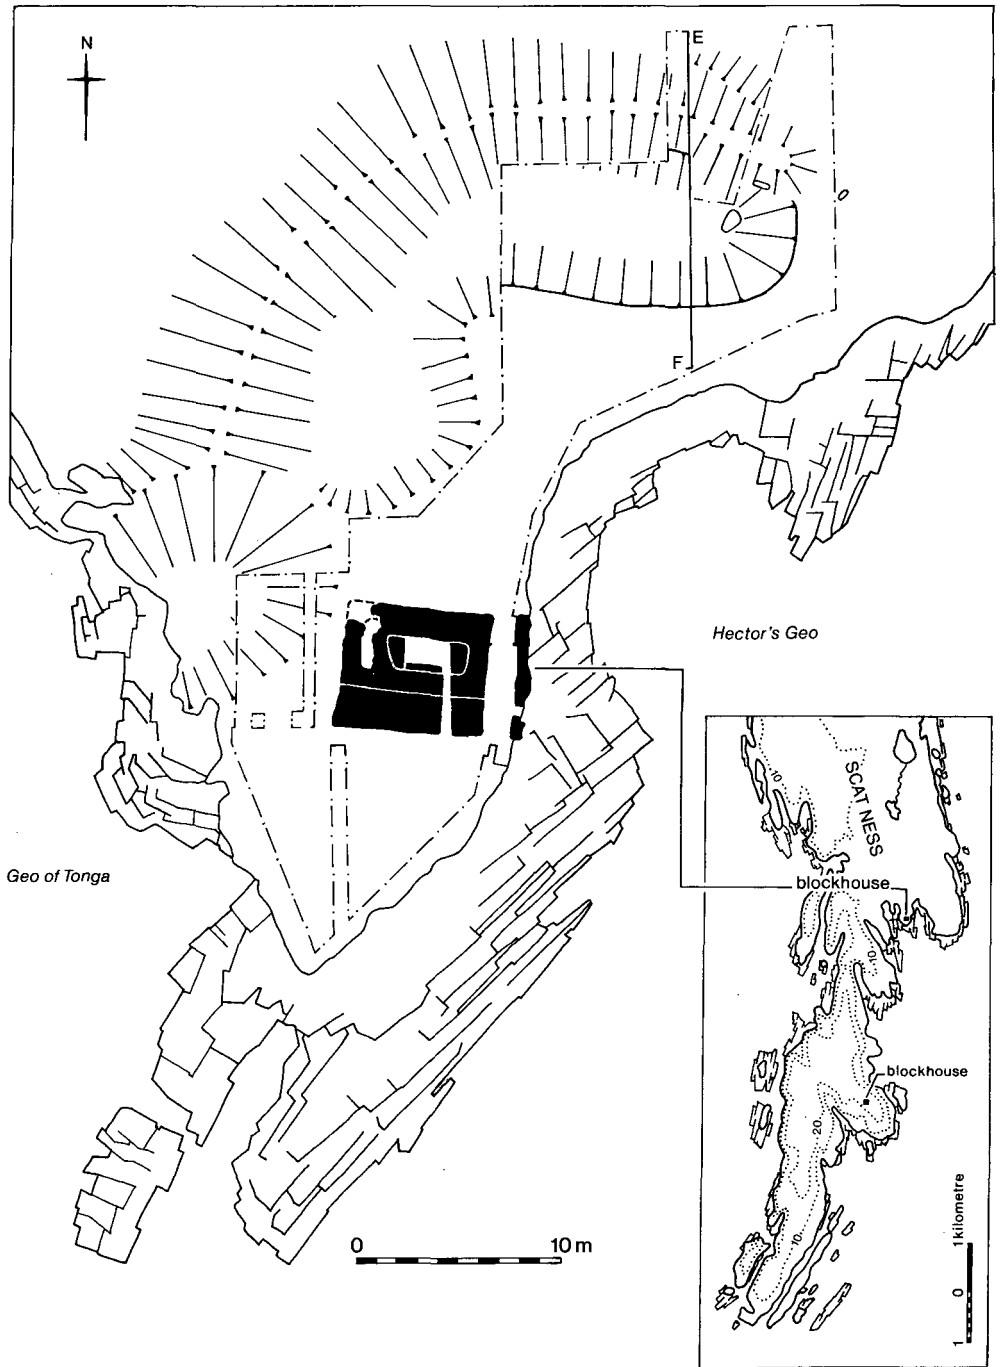 N
E
F
Hector's Geo
Geo of Tonga
0 10 m
10
SCAT NESS
blockhouse
10
blockhouse
20
10
1 0 1 kilometre